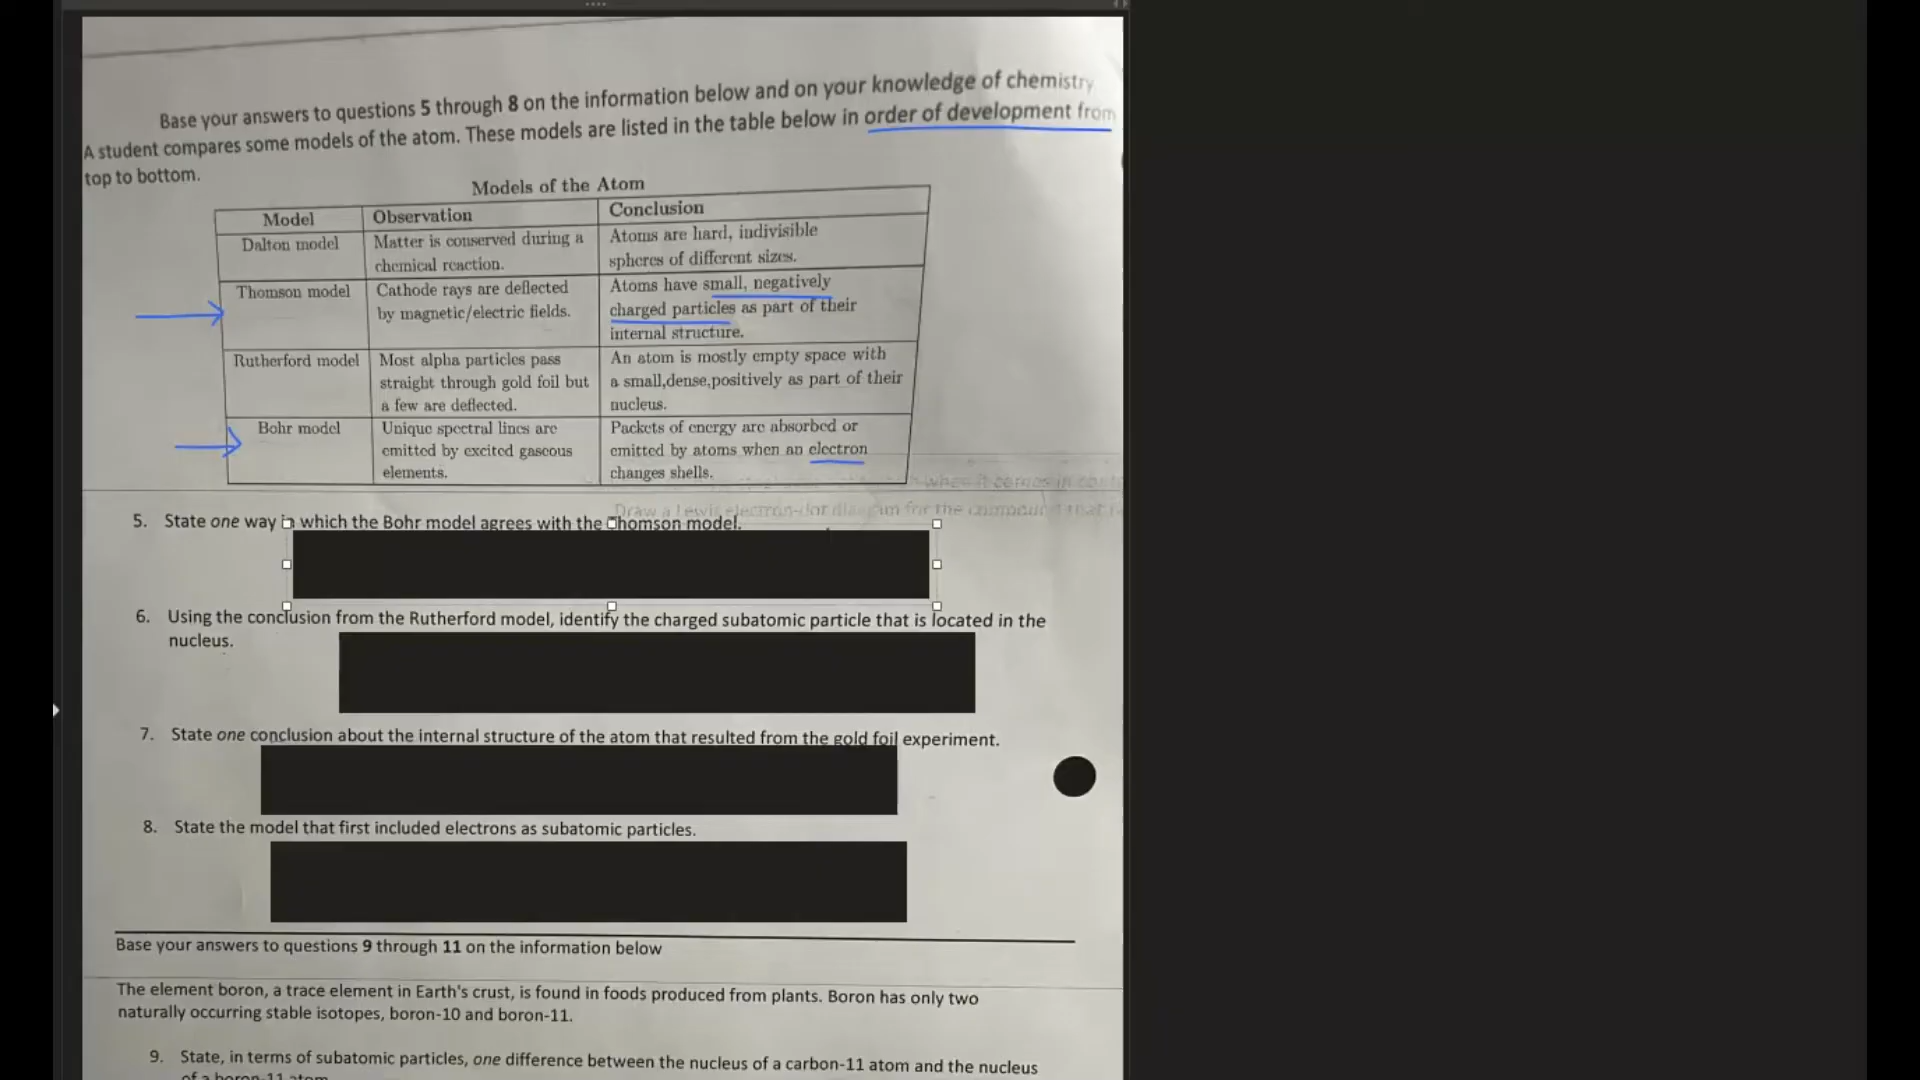 Base your answers to questions 5 through 8 on the information below and on your knowledge of chemistry
A student compares some models of the atom. These models are listed in the table below in order of development from
top to bottom.
Models of the Atom
Model Observation Conclusion
Dalton model Matter is conserved during a chemical reaction. Atoms are hard, indivisible spheres of different sizes.
Thomson model Cathode rays are deflected by magnetic/electric fields. Atoms have small, negatively charged particles as part of their internal structure.
Rutherford model Most alpha particles pass straight through gold foil but a few are deflected. An atom is mostly empty space with a small,dense,positively as part of their nucleus.
Bohr model Unique spectral lines are emitted by excited gaseous elements. Packets of energy are absorbed or emitted by atoms when an electron changes shells.
5. State one way in which the Bohr model agrees with the Thomson model.
6. Using the conclusion from the Rutherford model, identify the charged subatomic particle that is located in the
nucleus.
7. State one conclusion about the internal structure of the atom that resulted from the gold foil experiment.
8. State the model that first included electrons as subatomic particles.
Base your answers to questions 9 through 11 on the information below
The element boron, a trace element in Earth's crust, is found in foods produced from plants. Boron has only two
naturally occurring stable isotopes, boron-10 and boron-11.
9. State, in terms of subatomic particles, one difference between the nucleus of a carbon-11 atom and the nucleus
of a boron-11 atom